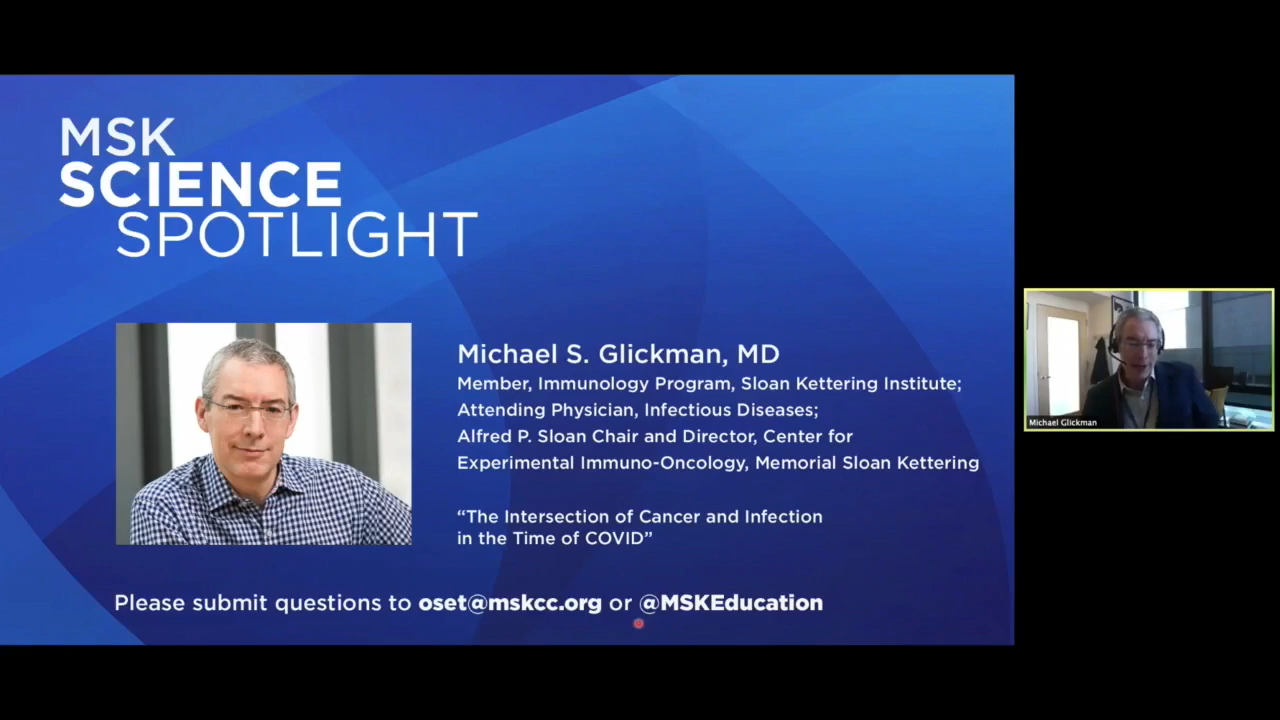 MSK
SCIENCE
SPOTLIGHT
Michael S. Glickman, MD
Member, Immunology Program, Sloan Kettering Institute;
Attending Physician, Infectious Diseases;
Alfred P. Sloan Chair and Director, Center for
Experimental Immuno-Oncology, Memorial Sloan Kettering
“The Intersection of Cancer and Infection
in the Time of COVID”
Please submit questions to oset@mskcc.org or @MSKEducation
Michael Glickman